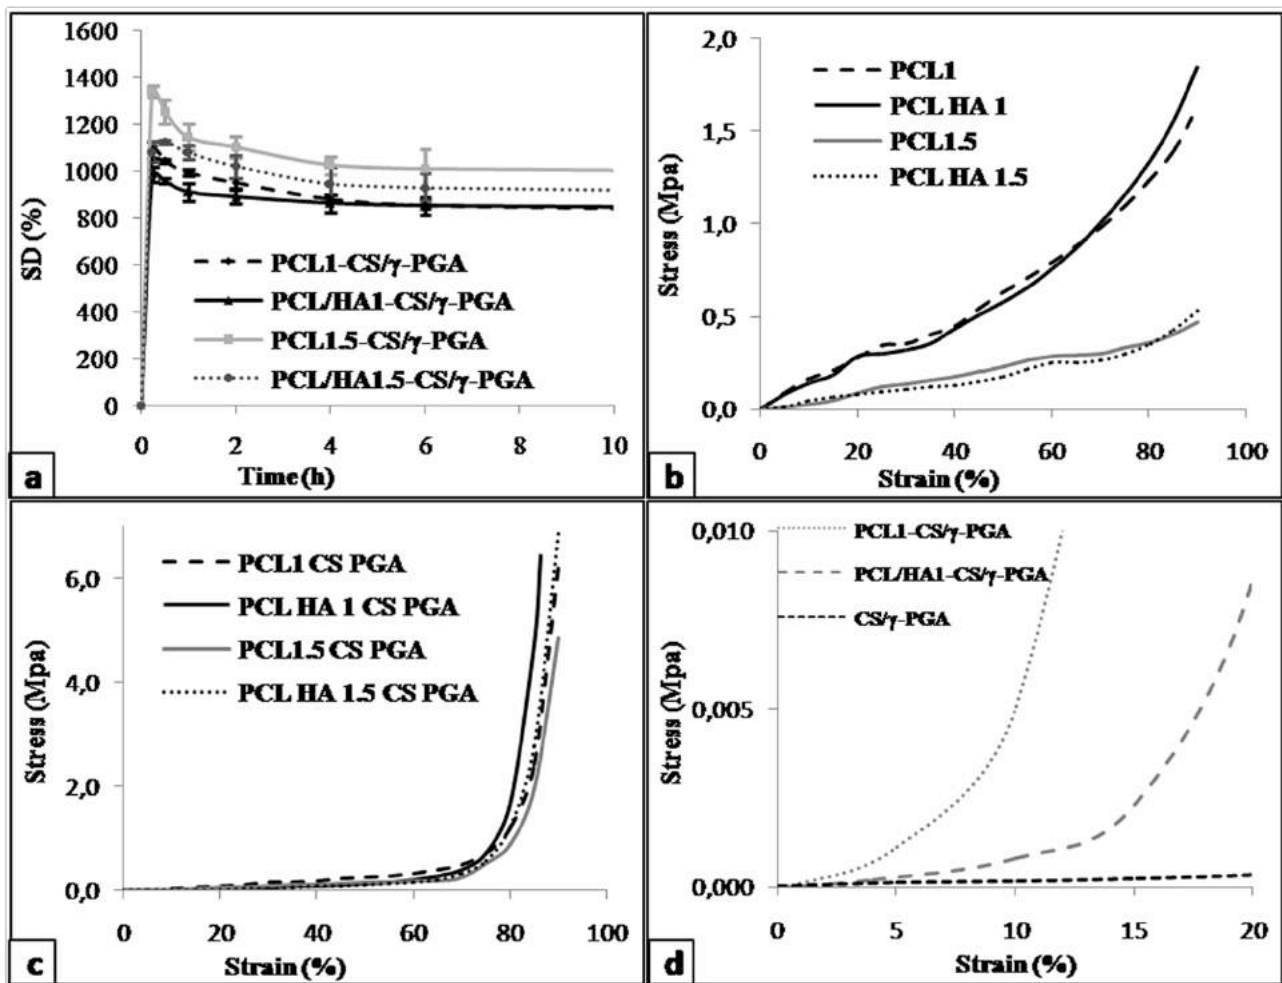 1600
1400
1200
1000
800
600
400
200
0
SD (%)
PCL1-CS/γ-PGA
PCL/HA1-CS/γ-PGA
PCL1.5-CS/γ-PGA
PCL/HA1.5-CS/γ-PGA
0 2 4 6 8 10
Time (h)
a
2,0
1,5
1,0
0,5
0,0
Stress (Mpa)
PCL1
PCL HA 1
PCL1.5
PCL HA 1.5
0 20 40 60 80 100
Strain (%)
b
6,0
4,0
2,0
0,0
Stress (Mpa)
PCL1 CS PGA
PCL HA 1 CS PGA
PCL1.5 CS PGA
PCL HA 1.5 CS PGA
0 20 40 60 80 100
Strain (%)
c
0,010
0,005
0,000
Stress (Mpa)
PCL1-CS/γ-PGA
PCL/HA1-CS/γ-PGA
CS/γ-PGA
0 5 10 15 20
Strain (%)
d